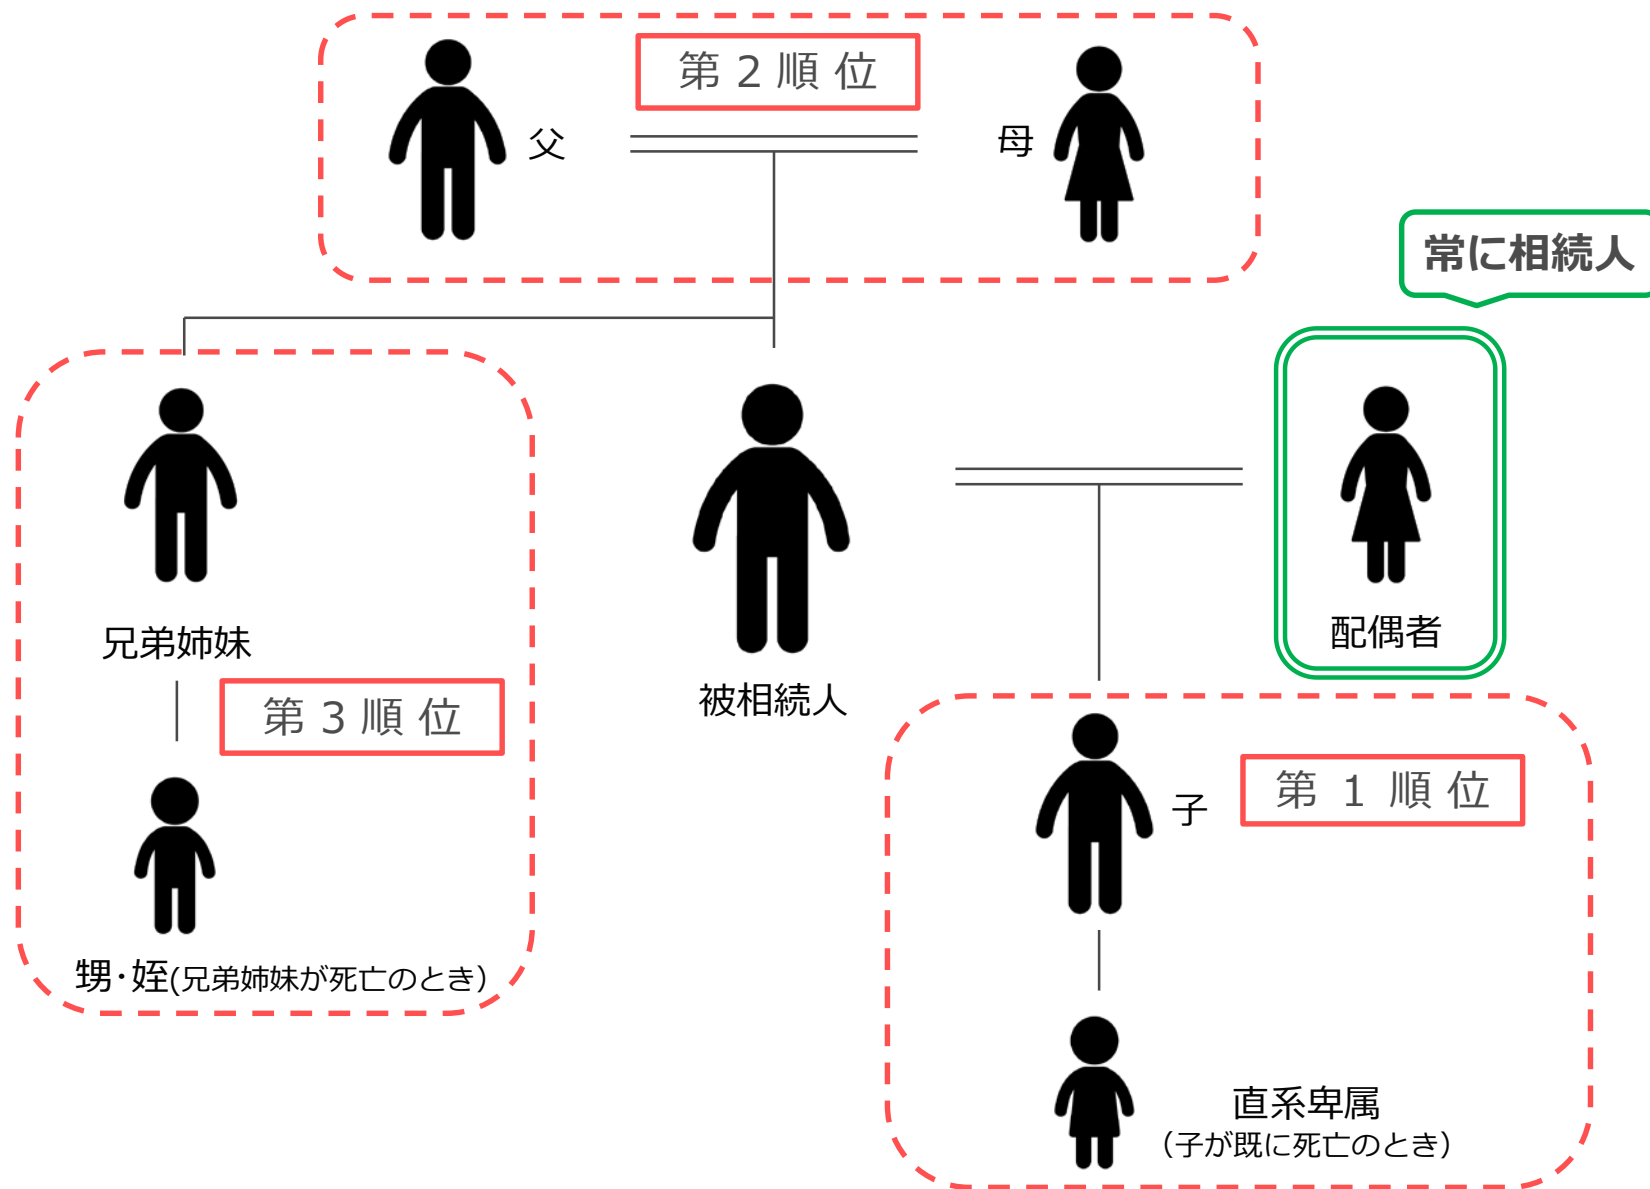 第２順位
父
母
常に相続人
兄弟姉妹
配偶者
第３順位
被相続人
子
第 １ 順 位
甥・姪(兄弟姉妹が死亡のとき）
直系卑属
（子が既に死亡のとき）